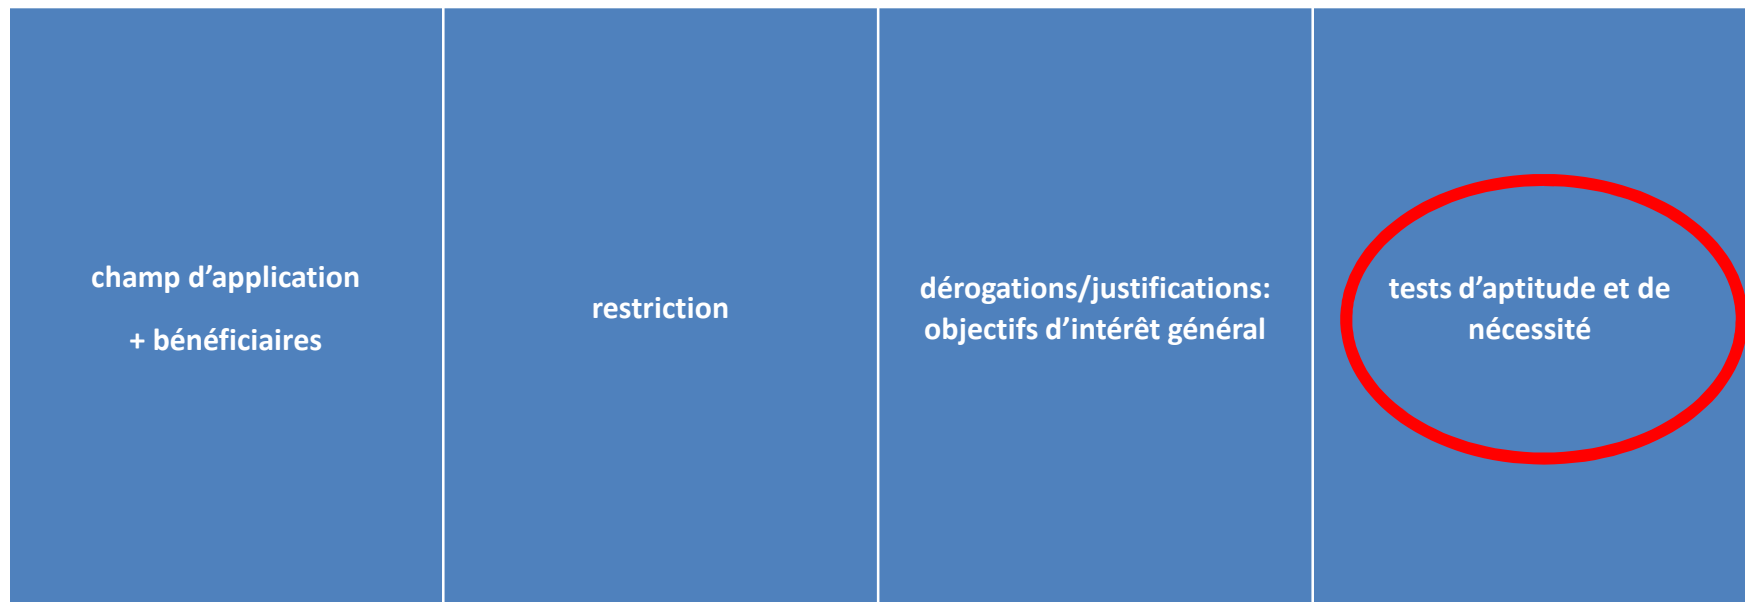 champ d’application
+ bénéficiaires
restriction
dérogations/justifications:
objectifs d’intérêt général
tests d’aptitude et de
nécessité